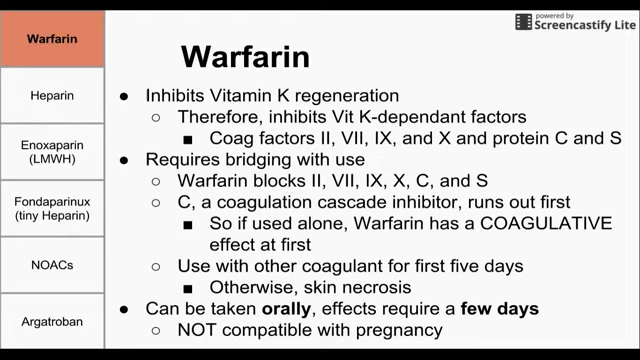 Warfarin
Heparin
Enoxaparin
(LMWH)
Fondaparinux
(tiny Heparin)
NOACs
Argatroban
powered by
Screencastify Lite
Warfarin
● Inhibits Vitamin K regeneration
○ Therefore, inhibits Vit K-dependant factors
■ Coag factors II, VII, IX, and X and protein C and S
● Requires bridging with use
○ Warfarin blocks II, VII, IX, X, C, and S
○ C, a coagulation cascade inhibitor, runs out first
■ So if used alone, Warfarin has a COAGULATIVE
effect at first
○ Use with other coagulant for first five days
■ Otherwise, skin necrosis
● Can be taken orally, effects require a few days
○ NOT compatible with pregnancy